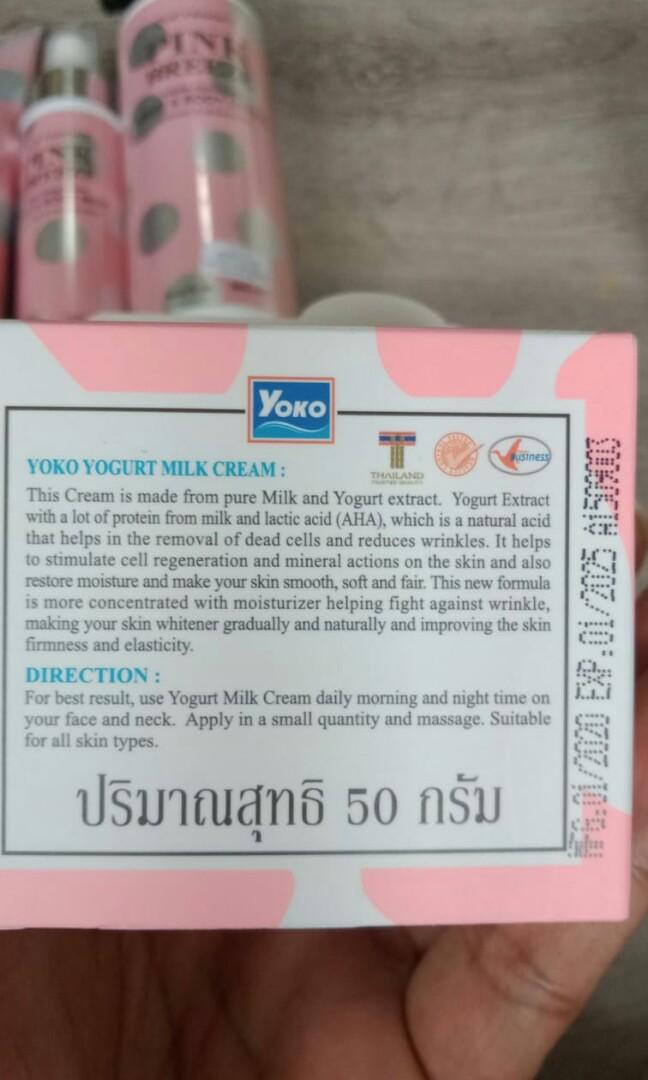 PINK
YOKO
THAILAND
BUSINESS
YOKO YOGURT MILK CREAM :
This Cream is made from pure Milk and Yogurt extract. Yogurt Extract
with a lot of protein from milk and lactic acid (AHA), which is a natural acid
that helps in the removal of dead cells and reduces wrinkles. It helps
to stimulate cell regeneration and mineral actions on the skin and also
restore moisture and make your skin smooth, soft and fair. This new formula
is more concentrated with moisturizer helping fight against wrinkle,
making your skin whitener gradually and naturally and improving the skin
firmness and elasticity.
DIRECTION :
For best result, use Yogurt Milk Cream daily morning and night time on
your face and neck. Apply in a small quantity and massage. Suitable
for all skin types.
ปริมาณสุทธิ 50 กรัม
01/2020 EXP.01/2025